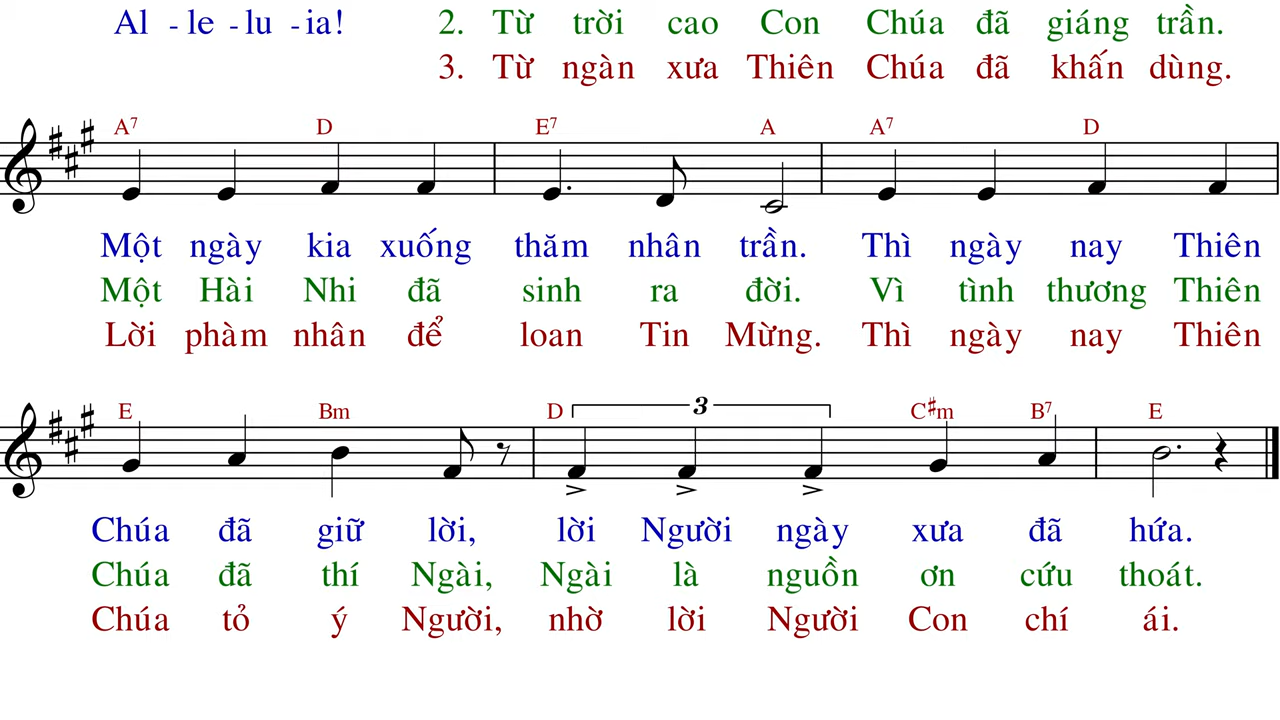 Al - le - lu - ia! 2. Từ trời cao Con Chúa đã giáng trần.
3. Từ ngàn xưa Thiên Chúa đã khấn dùng.
A7 D E7 A A7 D
Một ngày kia xuống thăm nhân trần. Thì ngày nay Thiên
Một Hài Nhi đã sinh ra đời. Vì tình thương Thiên
Lời phàm nhân để loan Tin Mừng. Thì ngày nay Thiên
E Bm D 3 C#m B7 E
Chúa đã giữ lời, lời Người ngày xưa đã hứa.
Chúa đã thí Ngài, Ngài là nguồn ơn cứu thoát.
Chúa tỏ ý Người, nhờ lời Người Con chí ái.